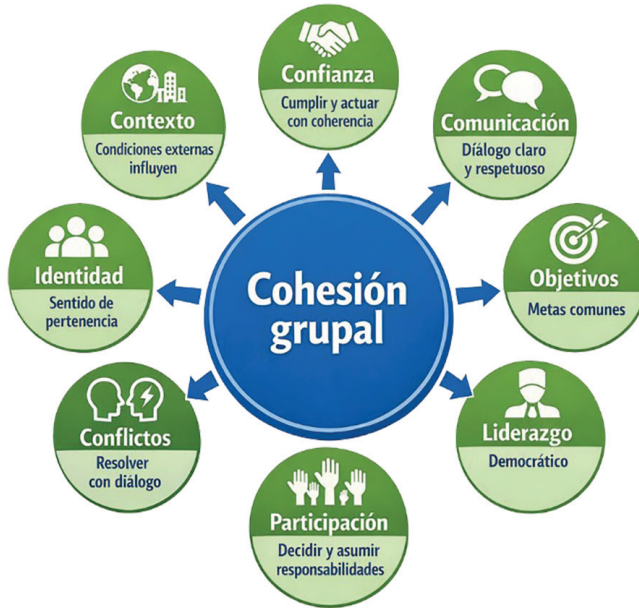 Cohesión
grupal
Confianza
Cumplir y actuar
con coherencia
Comunicación
Diálogo claro
y respetuoso
Objetivos
Metas comunes
Liderazgo
Democrático
Participación
Decidir y asumir
responsabilidades
Conflictos
Resolver
con diálogo
Identidad
Sentido de
pertenencia
Contexto
Condiciones externas
influyen